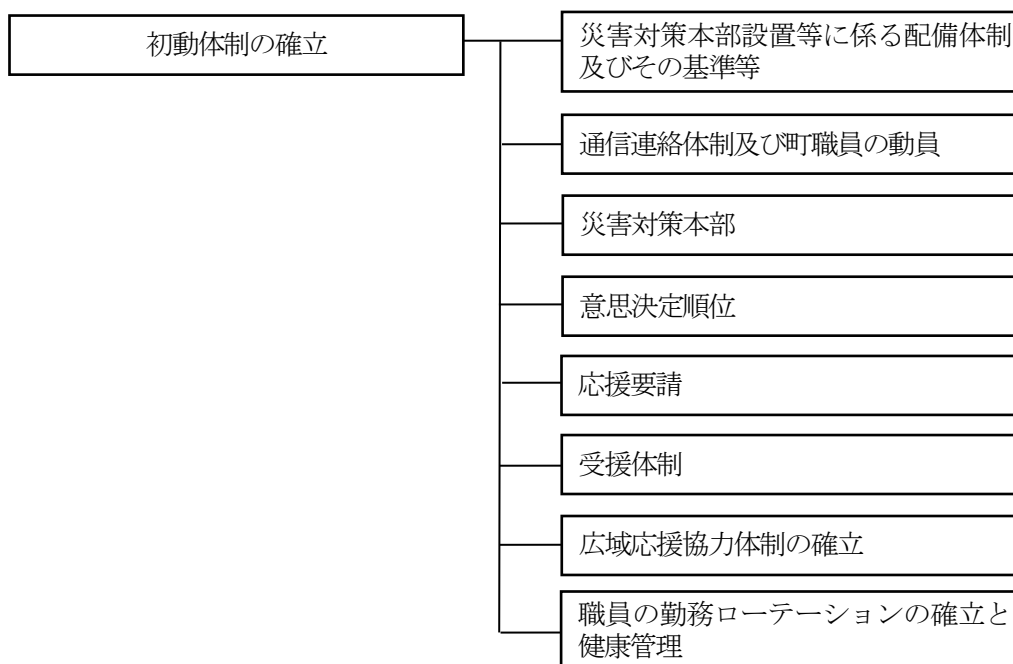 初動体制の確立
災害対策本部設置等に係る配備体制
及びその基準等
通信連絡体制及び町職員の動員
災害対策本部
意思決定順位
応援要請
受援体制
広域応援協力体制の確立
職員の勤務ローテーションの確立と
健康管理